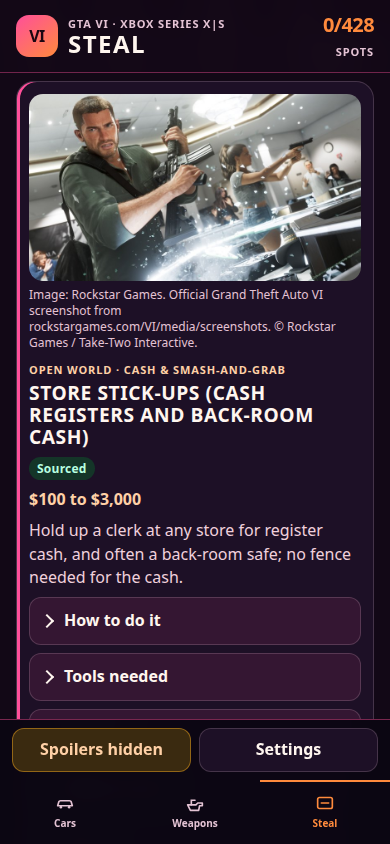 VI
GTA VI · XBOX SERIES X|S
STEAL
0/428
SPOTS
Image: Rockstar Games. Official Grand Theft Auto VI
screenshot from
rockstargames.com/VI/media/screenshots. © Rockstar
Games / Take-Two Interactive.
OPEN WORLD · CASH & SMASH-AND-GRAB
STORE STICK-UPS (CASH
REGISTERS AND BACK-ROOM
CASH)
Sourced
$100 to $3,000
Hold up a clerk at any store for register
cash, and often a back-room safe; no fence
needed for the cash.
How to do it
Tools needed
Spoilers hidden
Settings
Cars
Weapons
Steal